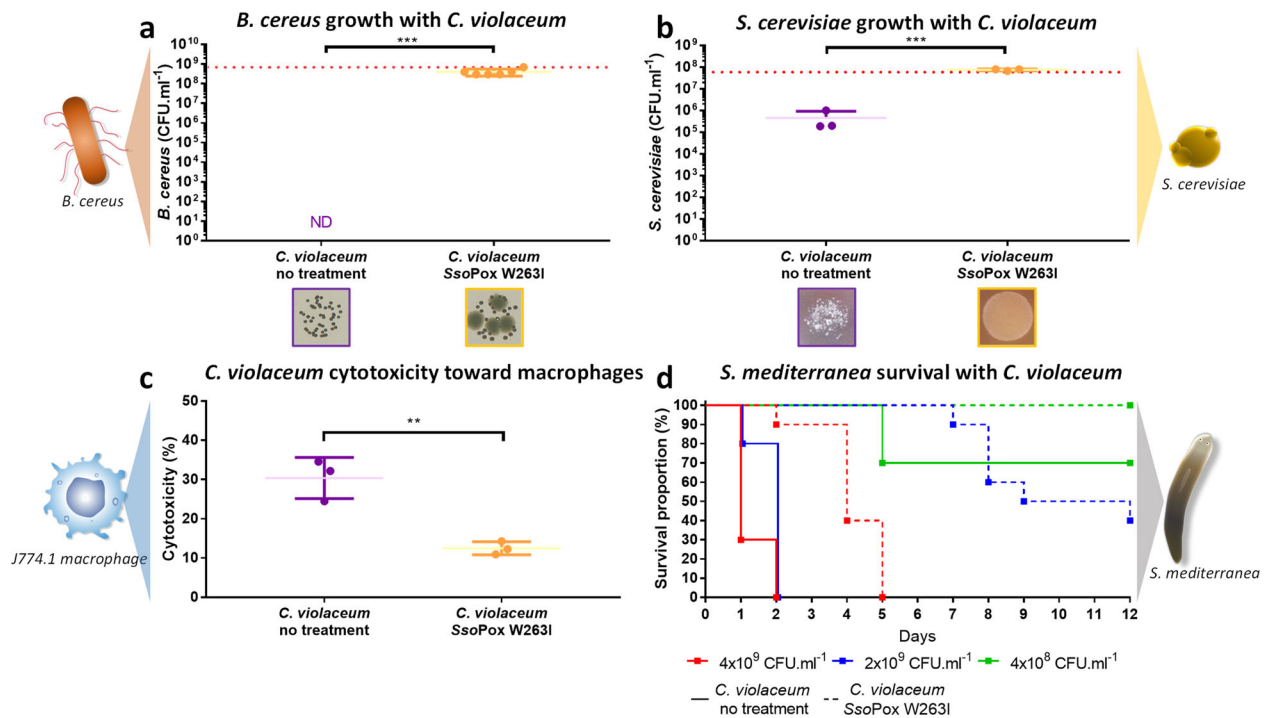 a
B. cereus growth with C. violaceum
B. cereus (CFU.ml-1)
10^10
10^9
10^8
10^7
10^6
10^5
10^4
10^3
10^2
10^1
10^0
***
ND
B. cereus
C. violaceum
no treatment
C. violaceum
SsoPox W263I
b
S. cerevisiae growth with C. violaceum
S. cerevisiae (CFU.ml-1)
10^9
10^8
10^7
10^6
10^5
10^4
10^3
10^2
10^1
10^0
***
S. cerevisiae
C. violaceum
no treatment
C. violaceum
SsoPox W263I
c
C. violaceum cytotoxicity toward macrophages
Cytotoxicity (%)
50
40
30
20
10
0
**
J774.1 macrophage
C. violaceum
no treatment
C. violaceum
SsoPox W263I
d
S. mediterranea survival with C. violaceum
Survival proportion (%)
100
90
80
70
60
50
40
30
20
10
0
0 1 2 3 4 5 6 7 8 9 10 11 12
Days
S. mediterranea
4x10^9 CFU.ml-1 2x10^9 CFU.ml-1 4x10^8 CFU.ml-1
C. violaceum
no treatment
C. violaceum
SsoPox W263I